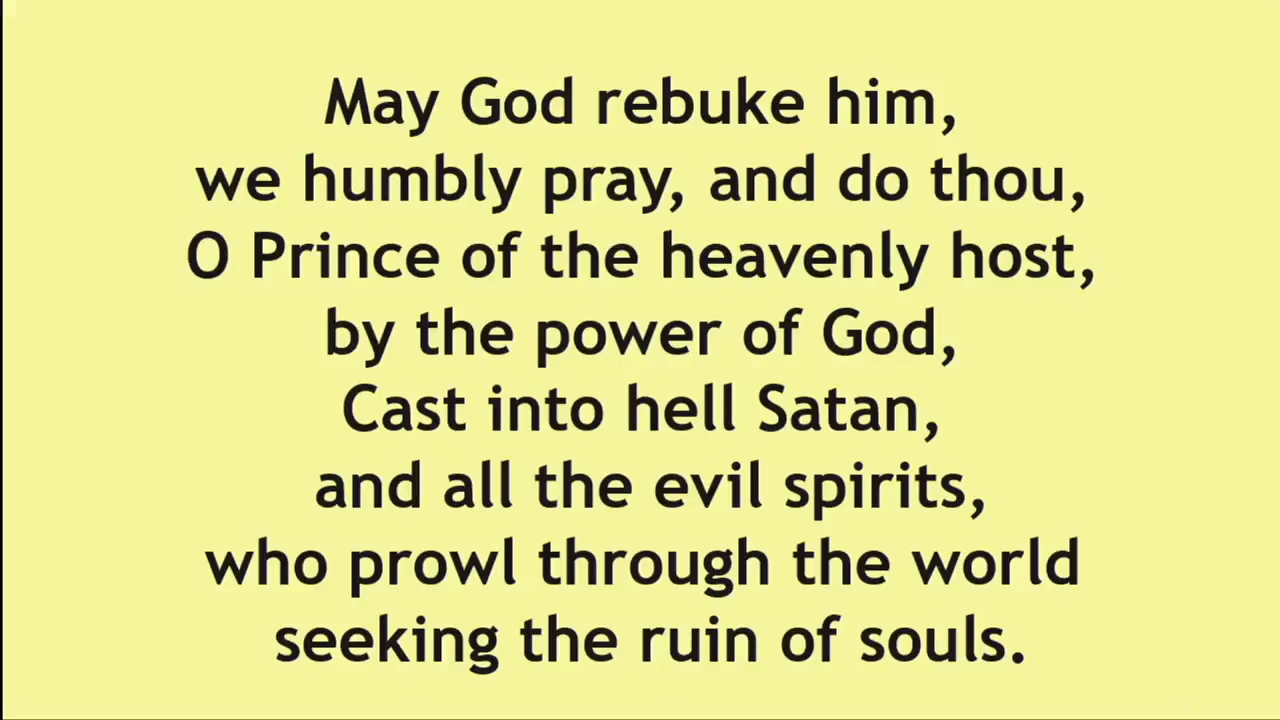 May God rebuke him,
we humbly pray, and do thou,
O Prince of the heavenly host,
by the power of God,
Cast into hell Satan,
and all the evil spirits,
who prowl through the world
seeking the ruin of souls.